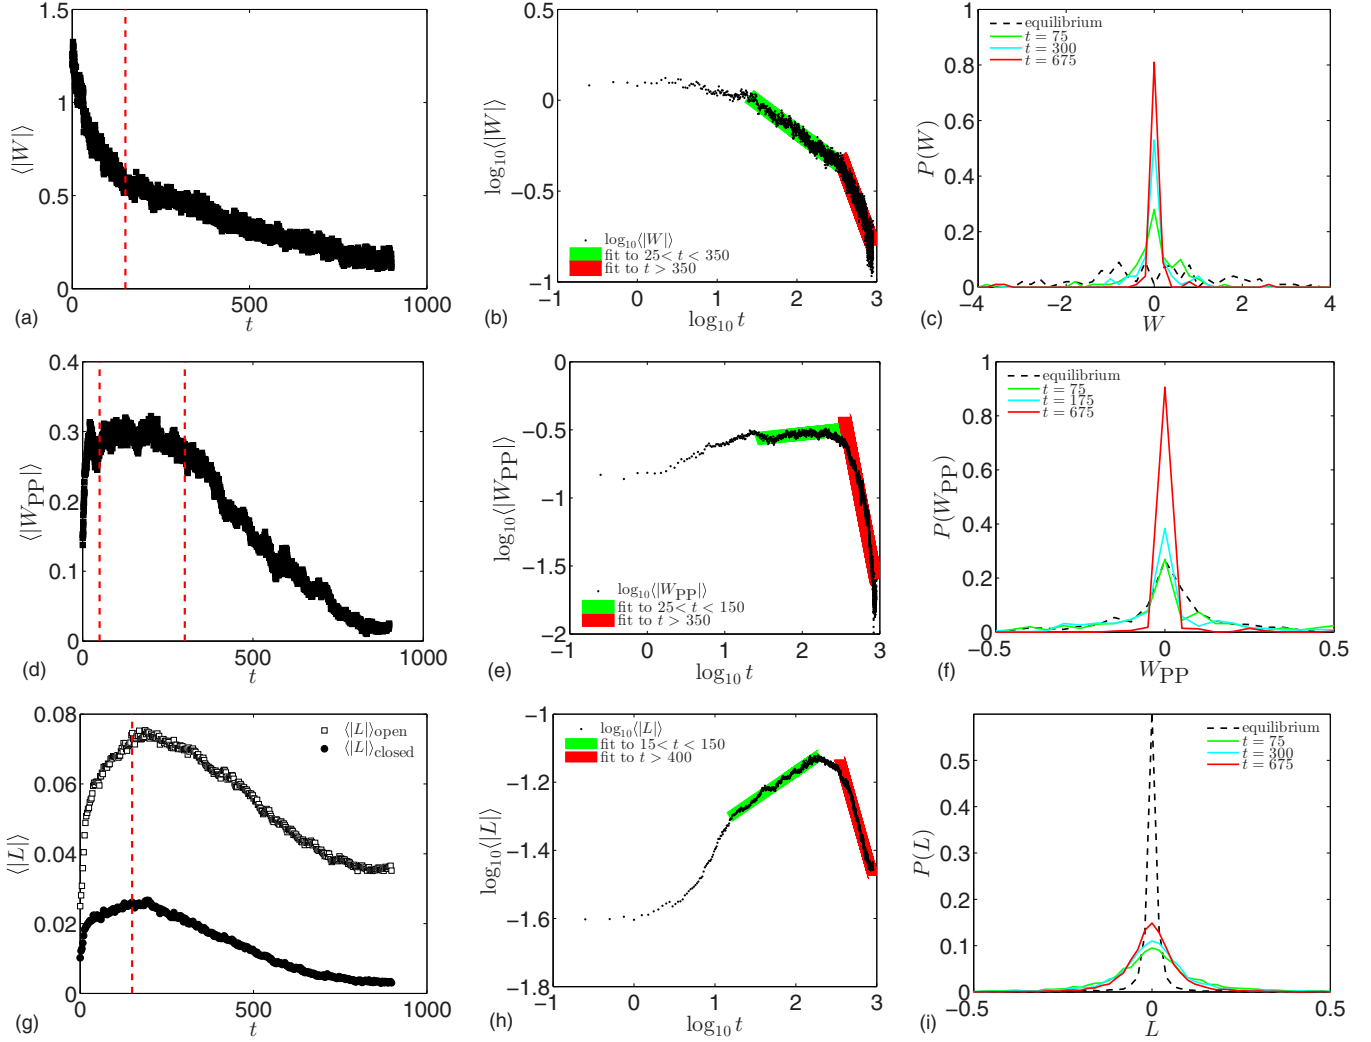 1.5
1
0.5
0
0
500
1000
⟨|W|⟩
t
(a)
0.5
0
−0.5
−1
−1
0
1
2
3
log₁₀⟨|W|⟩
log₁₀ t
log₁₀⟨|W|⟩
fit to 25< t < 350
fit to t > 350
(b)
1
0.8
0.6
0.4
0.2
0
−4
−2
0
2
4
P(W)
W
equilibrium
t = 75
t = 300
t = 675
(c)
0.4
0.3
0.2
0.1
0
0
500
1000
⟨|W_PP|⟩
t
(d)
0
−0.5
−1
−1.5
−2
−1
0
1
2
3
log₁₀⟨|W_PP|⟩
log₁₀ t
log₁₀⟨|W_PP|⟩
fit to 25< t < 150
fit to t > 350
(e)
1
0.8
0.6
0.4
0.2
0
−0.5
0
0.5
P(W_PP)
W_PP
equilibrium
t = 75
t = 175
t = 675
(f)
0.08
0.06
0.04
0.02
0
0
500
1000
⟨|L|⟩
t
⟨|L|⟩open
⟨|L|⟩closed
(g)
−1
−1.2
−1.4
−1.6
−1.8
−1
0
1
2
3
log₁₀⟨|L|⟩
log₁₀ t
log₁₀⟨|L|⟩
fit to 15< t < 150
fit to t > 400
(h)
0.5
0.4
0.3
0.2
0.1
0
−0.5
0
0.5
P(L)
L
equilibrium
t = 75
t = 300
t = 675
(i)